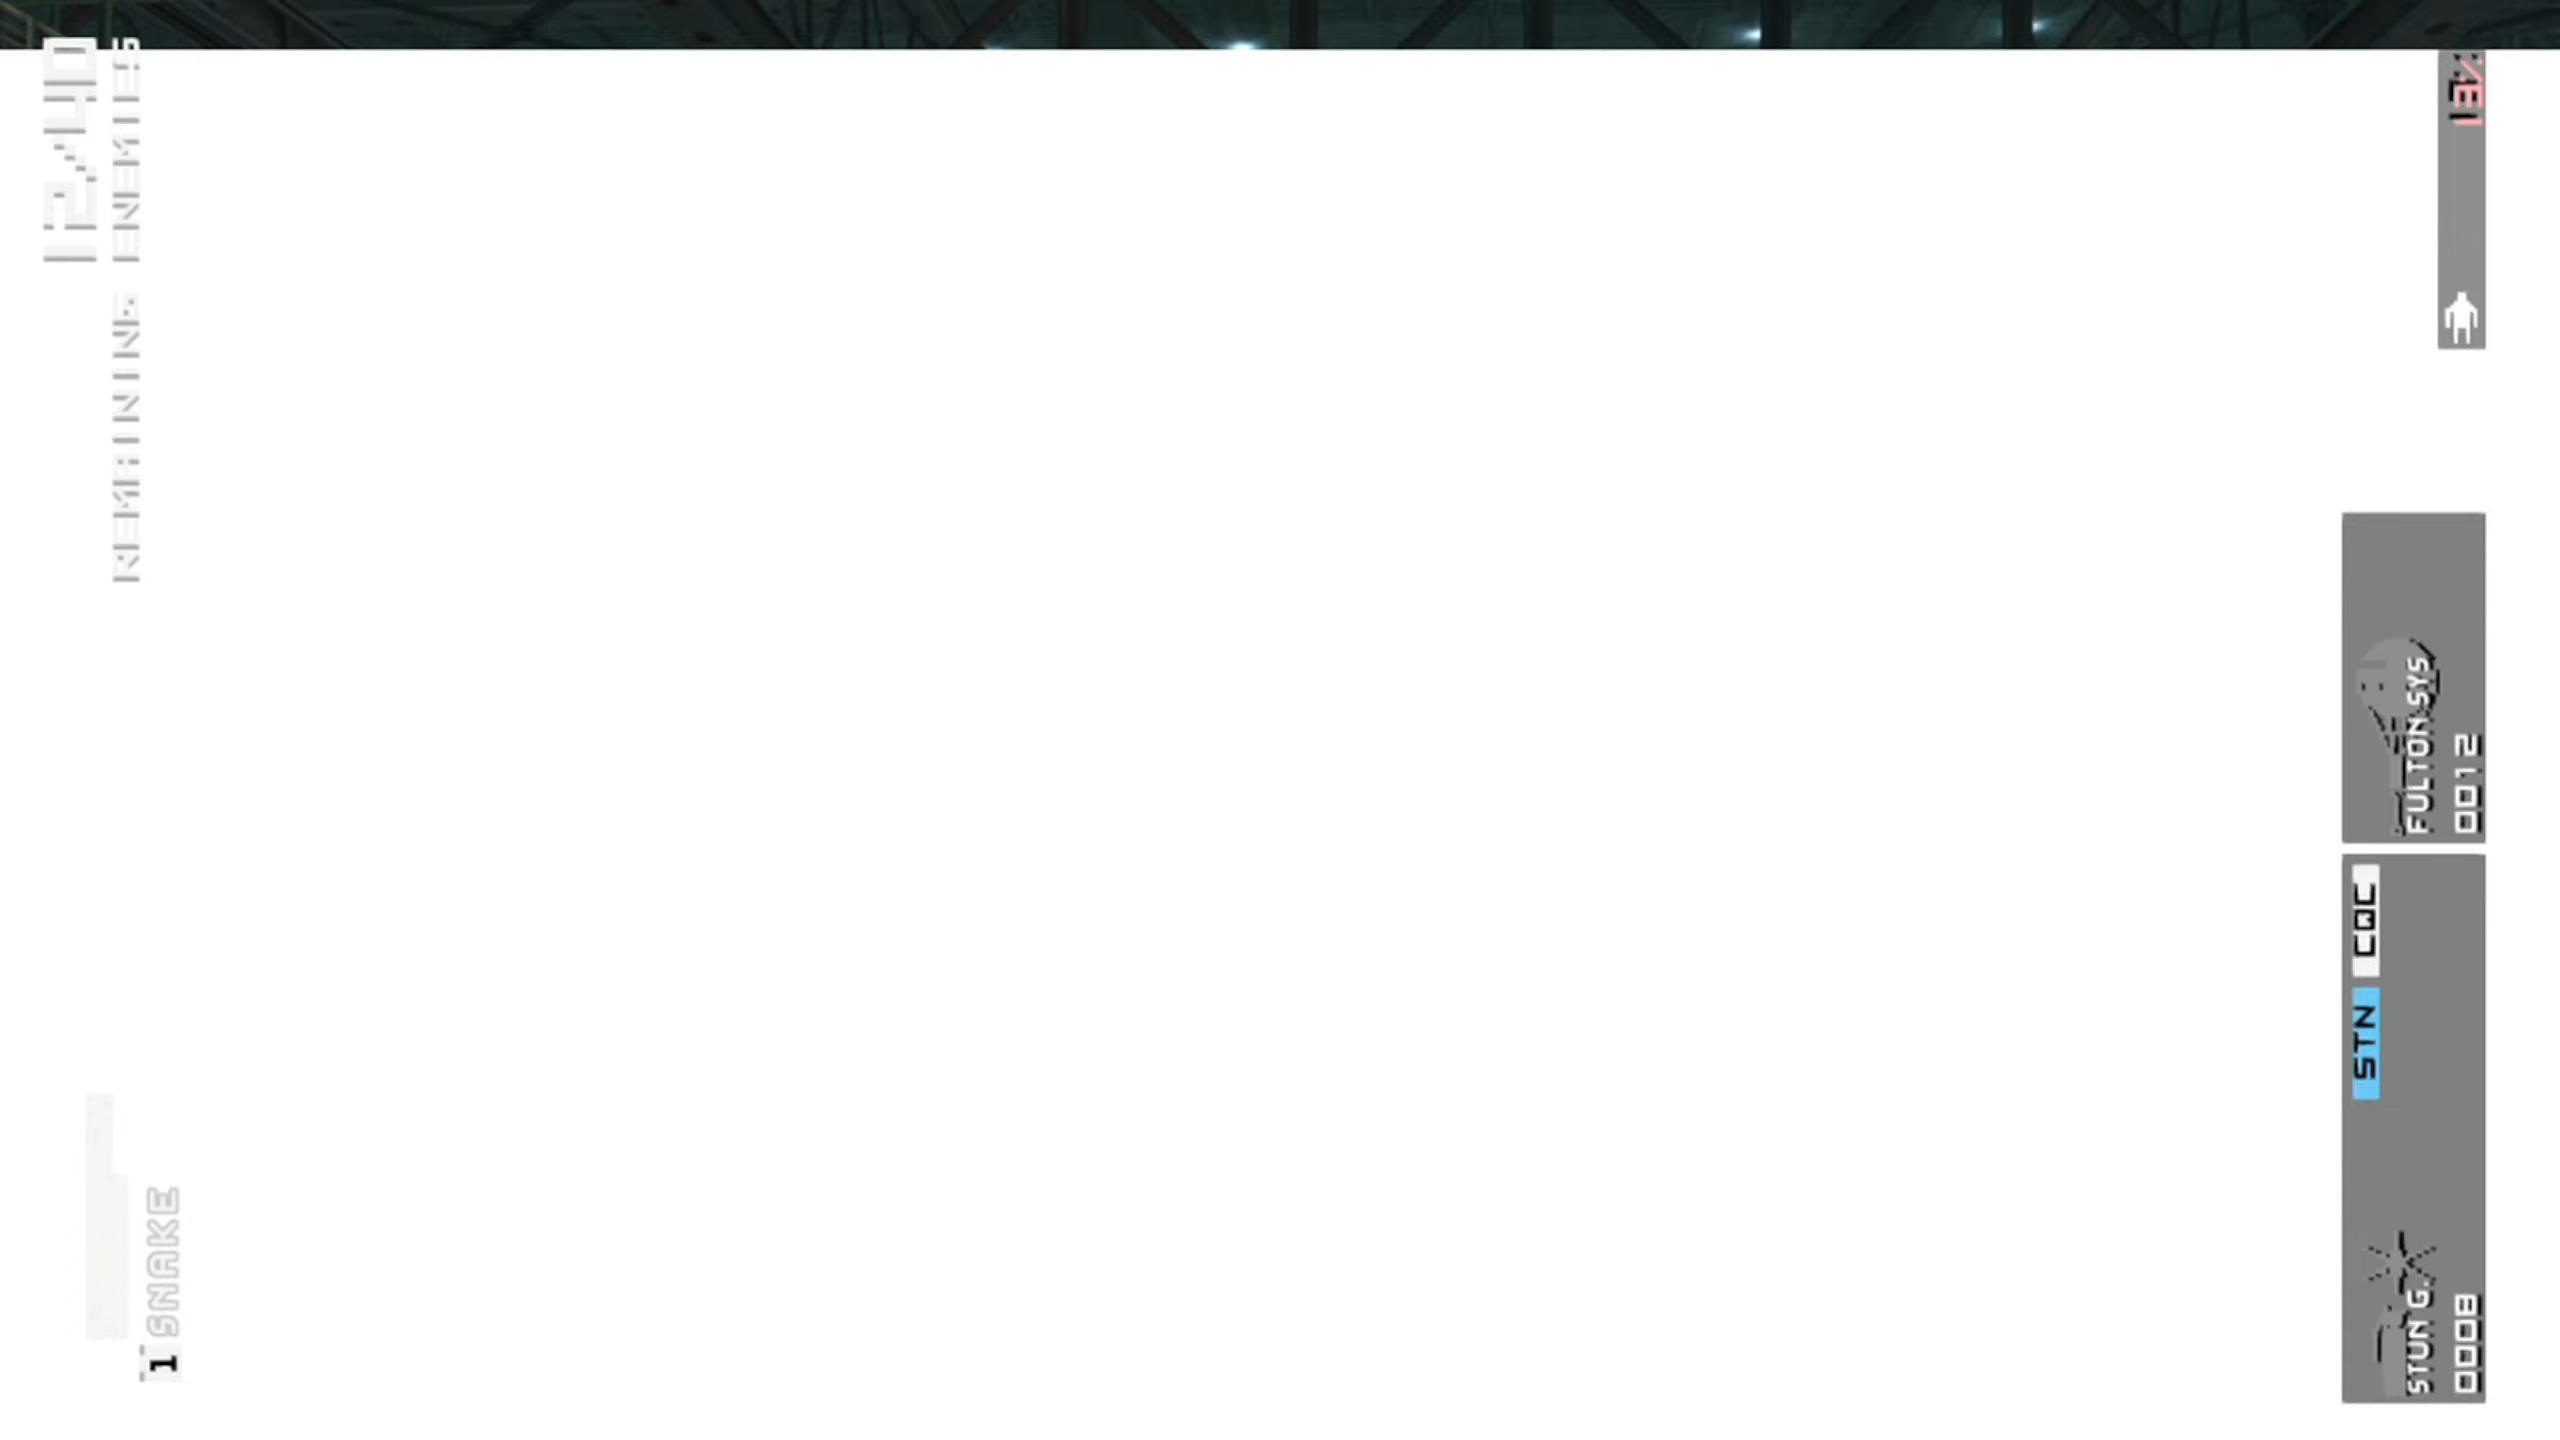 12/40
REMAINING ENEMIES
1 SNAKE
STN CQC
STUN G.
0008
FULTON SYS
0012